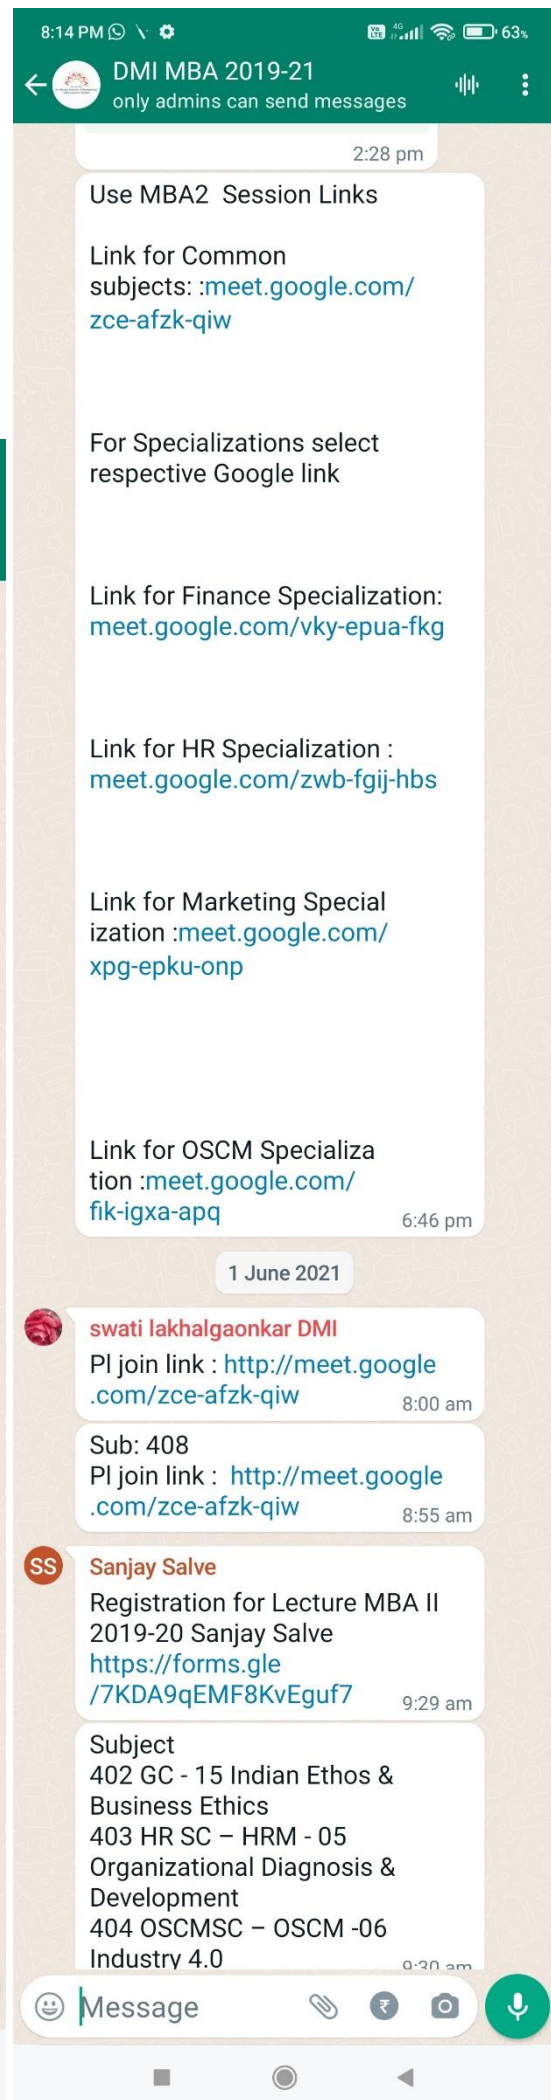 8:14 PM 4G 63%
DMI MBA 2019-21
only admins can send messages
2:28 pm
Use MBA2 Session Links
Link for Common
subjects: :meet.google.com/
zce-afzk-qiw
For Specializations select
respective Google link
Link for Finance Specialization:
meet.google.com/vky-epua-fkg
Link for HR Specialization :
meet.google.com/zwb-fgij-hbs
Link for Marketing Special
ization :meet.google.com/
xpg-epku-onp
Link for OSCM Specializa
tion :meet.google.com/
fik-igxa-apq
6:46 pm
1 June 2021
swati lakhalgaonkar DMI
Pl join link : http://meet.google
.com/zce-afzk-qiw
8:00 am
Sub: 408
Pl join link : http://meet.google
.com/zce-afzk-qiw
8:55 am
SS
Sanjay Salve
Registration for Lecture MBA II
2019-20 Sanjay Salve
https://forms.gle
/7KDA9qEMF8KvEguf7
9:29 am
Subject
402 GC - 15 Indian Ethos &
Business Ethics
403 HR SC – HRM - 05
Organizational Diagnosis &
Development
404 OSCMSC – OSCM -06
Industry 4.0
9:30 am
Message
₹